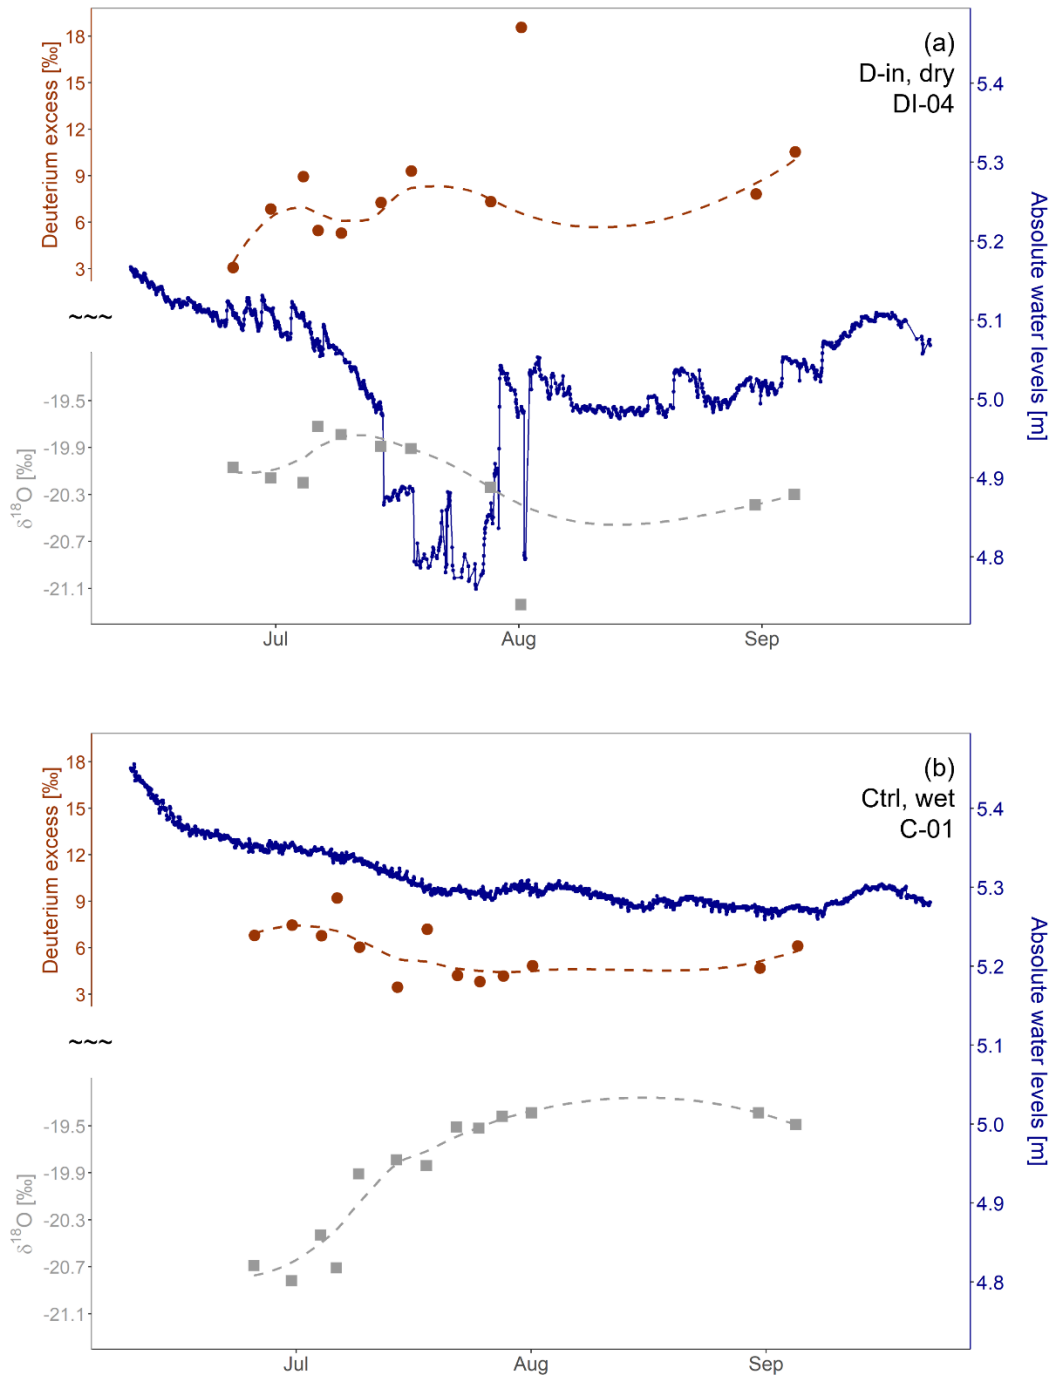 (a)
D-in, dry
DI-04
Deuterium excess [‰]
18
15
12
9
6
3
~~~
δ¹⁸O [‰]
-19.5
-19.9
-20.3
-20.7
-21.1
Absolute water levels [m]
5.4
5.3
5.2
5.1
5.0
4.9
4.8
Jul
Aug
Sep
(b)
Ctrl, wet
C-01
Deuterium excess [‰]
18
15
12
9
6
3
~~~
δ¹⁸O [‰]
-19.5
-19.9
-20.3
-20.7
-21.1
Absolute water levels [m]
5.4
5.3
5.2
5.1
5.0
4.9
4.8
Jul
Aug
Sep